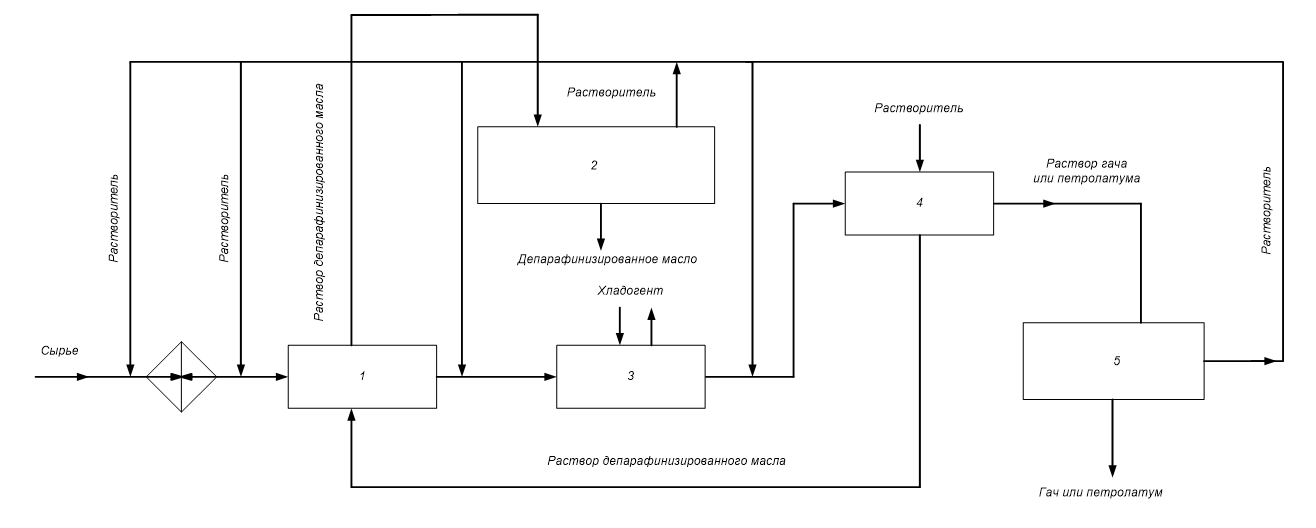 Растворитель
Растворитель
Раствор депарафинизированного масла
Растворитель
2
Депарафинизированное масло
Хладогент
Растворитель
4
Раствор гача
или петролатума
Растворитель
Сырье
1
3
5
Раствор депарафинизированного масла
Гач или петролатум